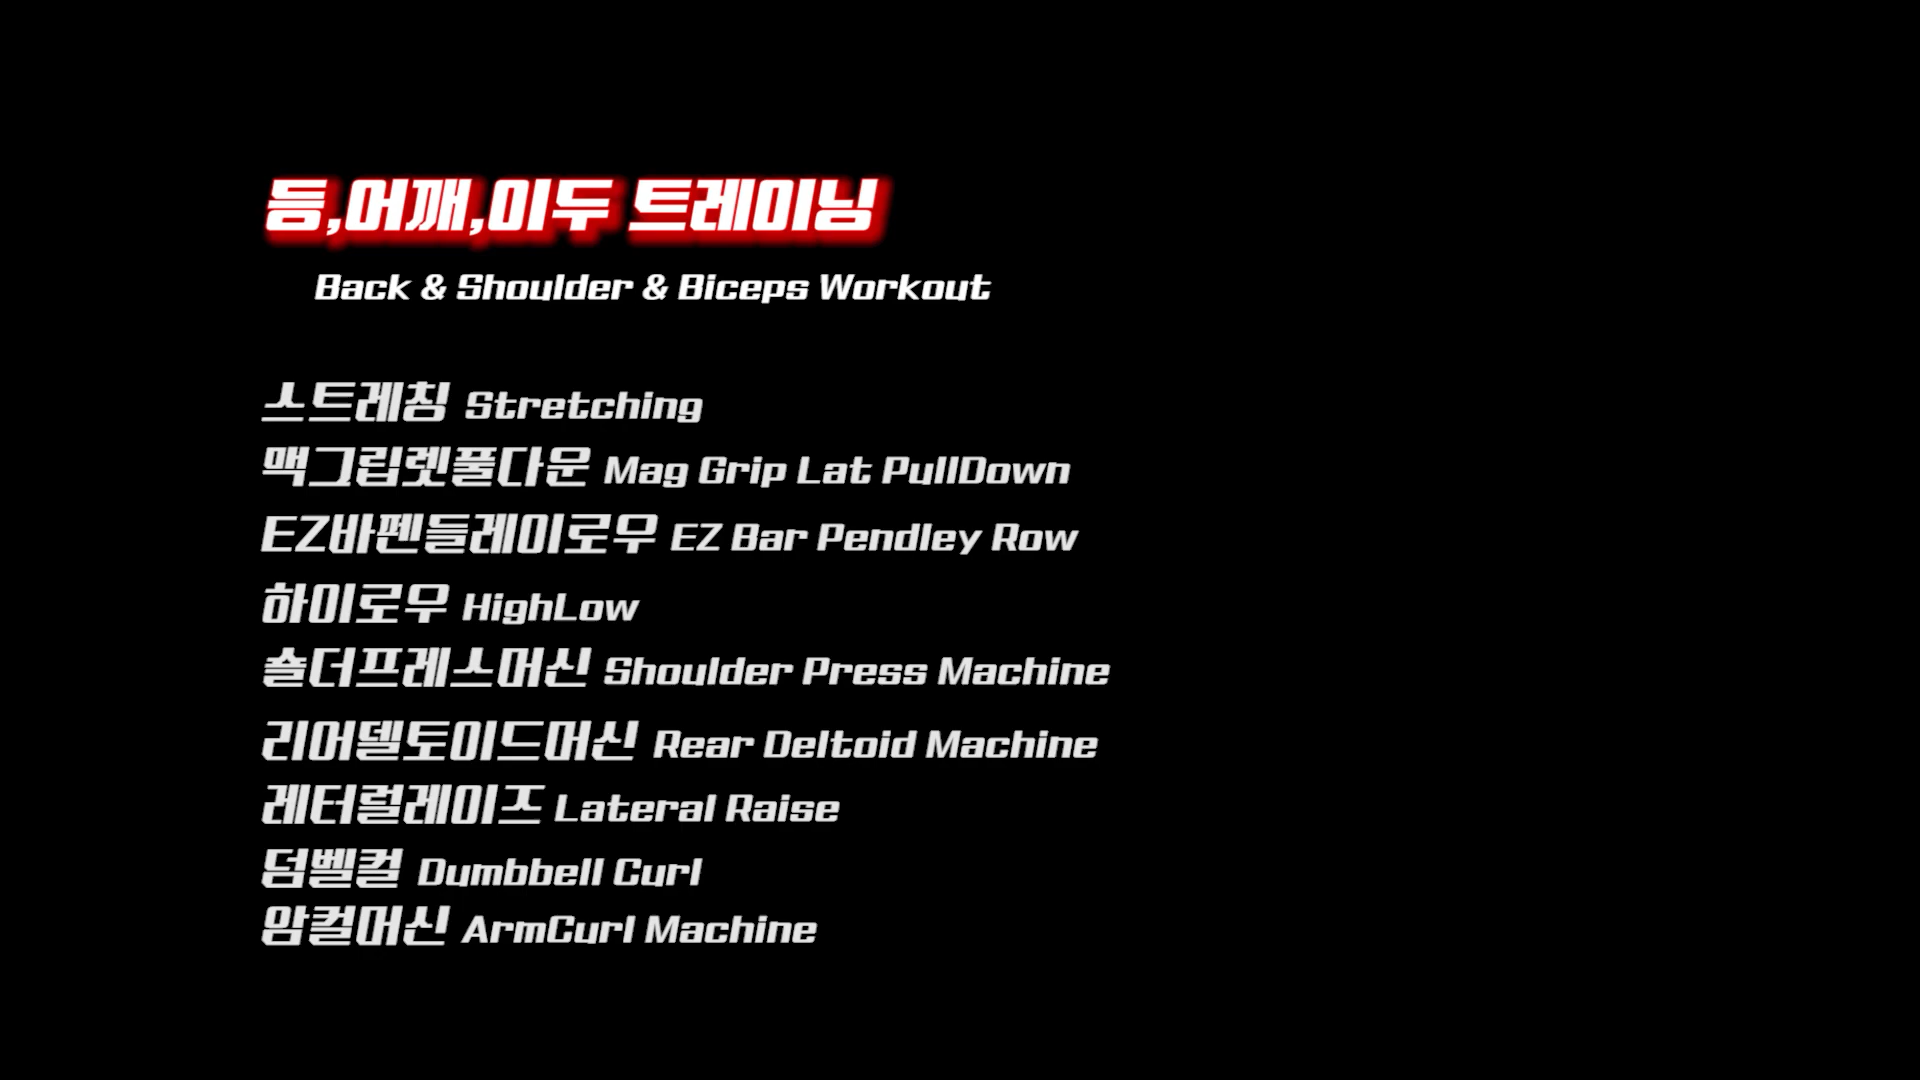 등,어깨,이두 트레이닝
Back & Shoulder & Biceps Workout
스트레칭 Stretching
맥그립렛풀다운 Mag Grip Lat PullDown
EZ바펜들레이로우 EZ Bar Pendley Row
하이로우 HighLow
숄더프레스머신 Shoulder Press Machine
리어델토이드머신 Rear Deltoid Machine
레터럴레이즈 Lateral Raise
덤벨컬 Dumbbell Curl
암컬머신 ArmCurl Machine